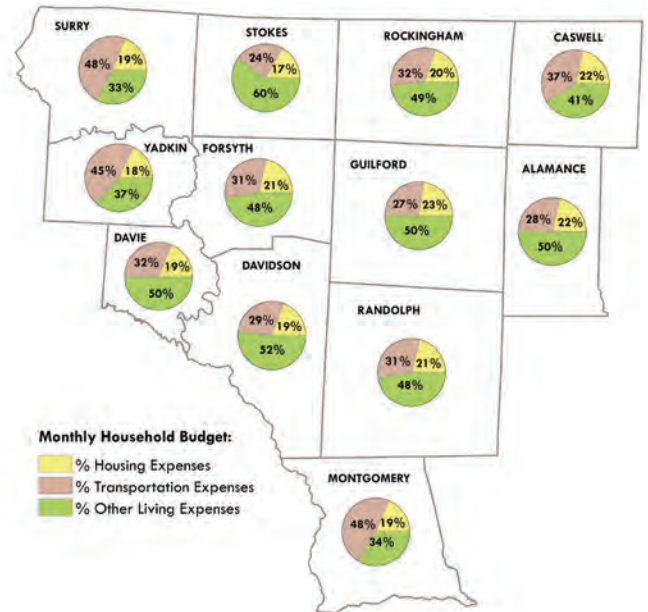 SURRY
48% 19%
33%
STOKES
24%
17%
60%
ROCKINGHAM
32% 20%
49%
CASWELL
37% 22%
41%
YADKIN
45% 18%
37%
FORSYTH
31% 21%
48%
GUILFORD
27% 23%
50%
ALAMANCE
28% 22%
50%
DAVIE
32% 19%
50%
DAVIDSON
29% 19%
52%
RANDOLPH
31% 21%
48%
Monthly Household Budget:
% Housing Expenses
% Transportation Expenses
% Other Living Expenses
MONTGOMERY
48% 19%
34%